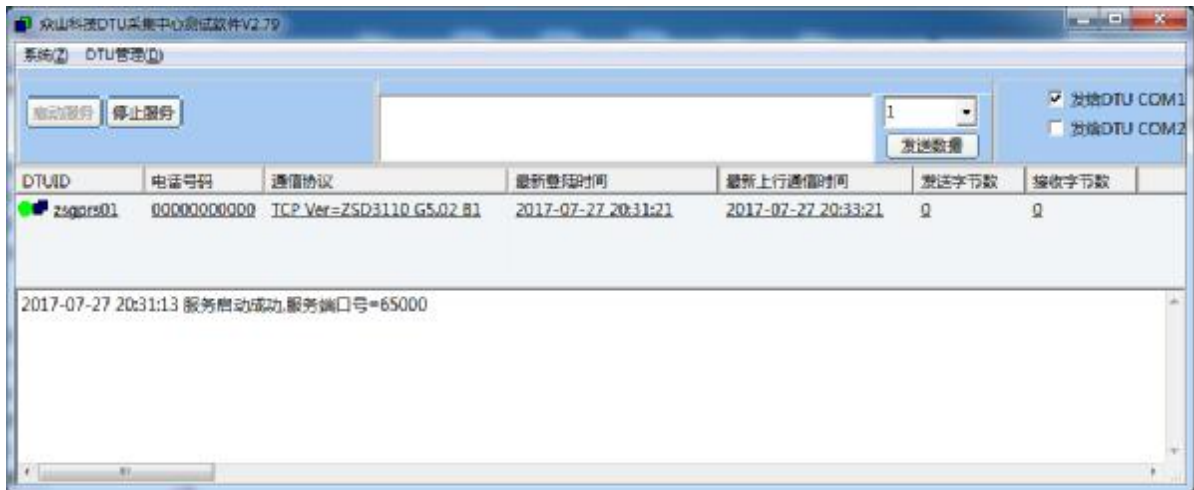 众山科技DTU采集中心测试软件V2.79
系统(Z) DTU管理(D)
启动服务 停止服务 1 发给DTU COM1
发送数量 发给DTU COM2
DTUID 电话号码 通信协议 最新登陆时间 最新上行通信时间 发送字节数 接收字节数
zsgprs01 00000000000 TCP Ver=ZSD3110 G5.02 B1 2017-07-27 20:31:21 2017-07-27 20:33:21 0 0
2017-07-27 20:31:13 服务启动成功,服务端口号=65000